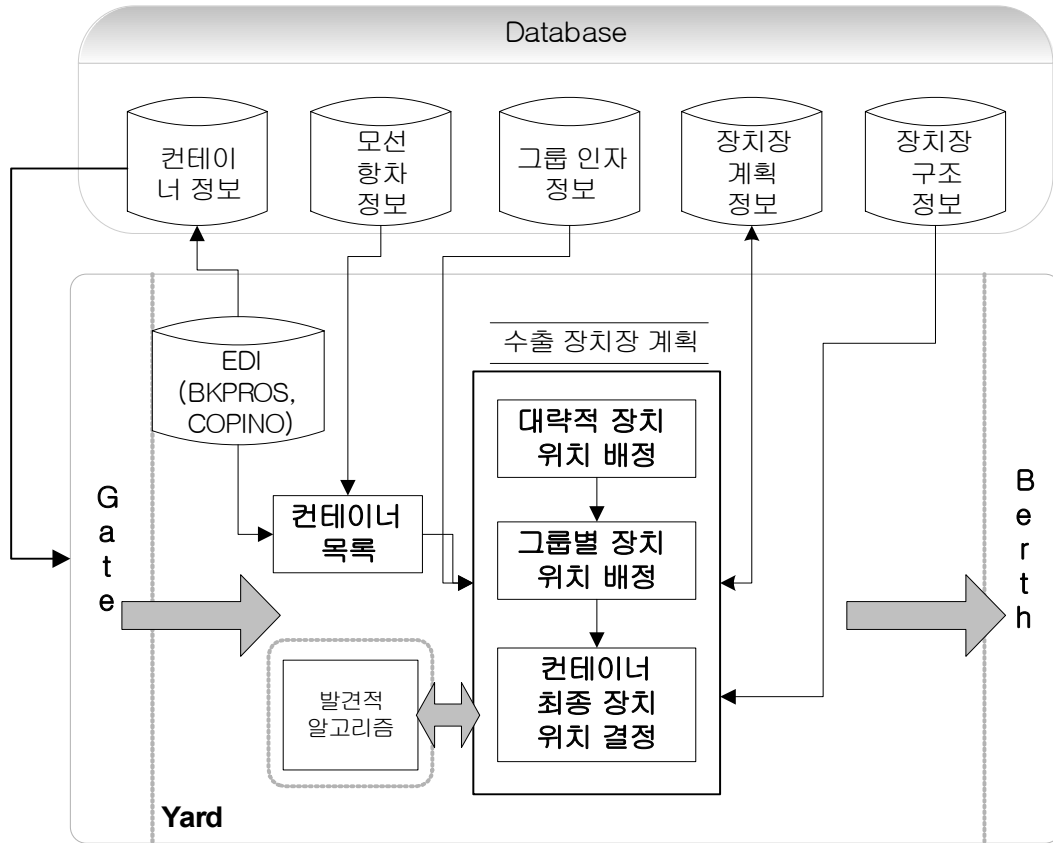 Database
컨테이
너 정보
모선
항차
정보
그룹 인자
정보
장치장
계획
정보
장치장
구조
정보
EDI
(BKPROS,
COPINO)
수출 장치장 계획
대략적 장치
위치 배정
컨테이너
목록
그룹별 장치
위치 배정
컨테이너
최종 장치
위치 결정
발견적
알고리즘
Gate
Berth
Yard